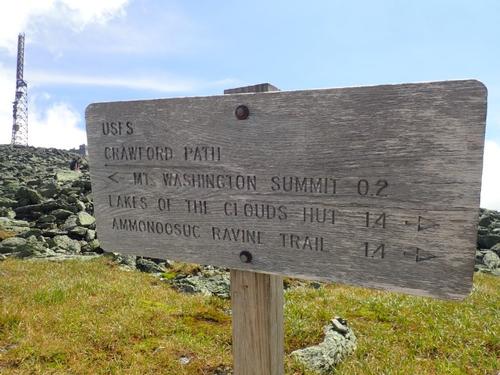 USFS
CRAWFORD PATH
< MT. WASHINGTON SUMMIT 0.2
LAKES OF THE CLOUDS HUT 1.4 ->
AMMONOOSUC RAVINE TRAIL 1.4 ->